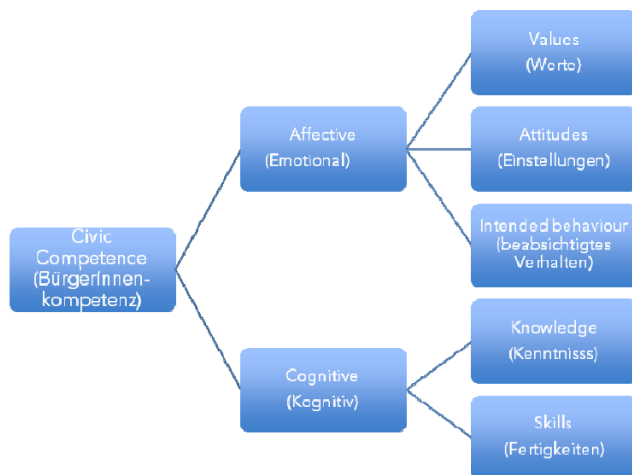 Values
(Werte)
Affective
(Emotional)
Attitudes
(Einstellungen)
Intended behaviour
(beabsichtigtes
Verhalten)
Civic
Competence
(BürgerInnen-
kompetenz)
Knowledge
(Kenntnisss)
Cognitive
(Kognitiv)
Skills
(Fertigkeiten)